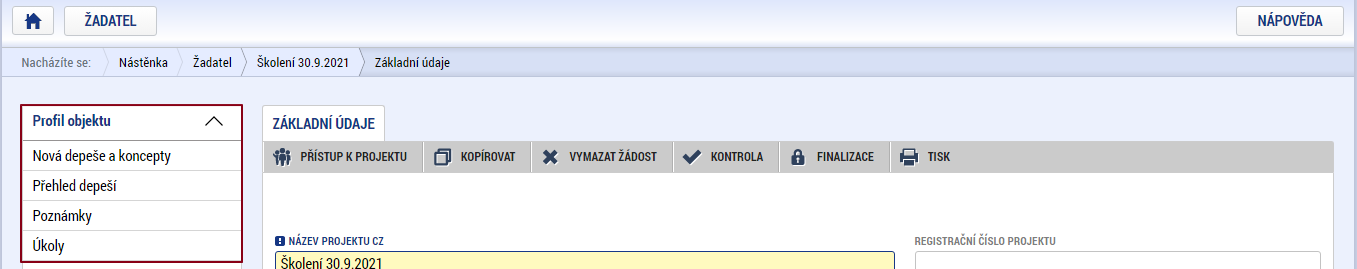 ŽADATEL
NÁPOVĚDA
Nacházíte se: Nástěnka Žadatel Školení 30.9.2021 Základní údaje
Profil objektu
Nová depeše a koncepty
Přehled depeší
Poznámky
Úkoly
ZÁKLADNÍ ÚDAJE
PŘÍSTUP K PROJEKTU KOPÍROVAT VYMAZAT ŽÁDOST KONTROLA FINALIZACE TISK
NÁZEV PROJEKTU CZ
Školení 30.9.2021
REGISTRAČNÍ ČÍSLO PROJEKTU